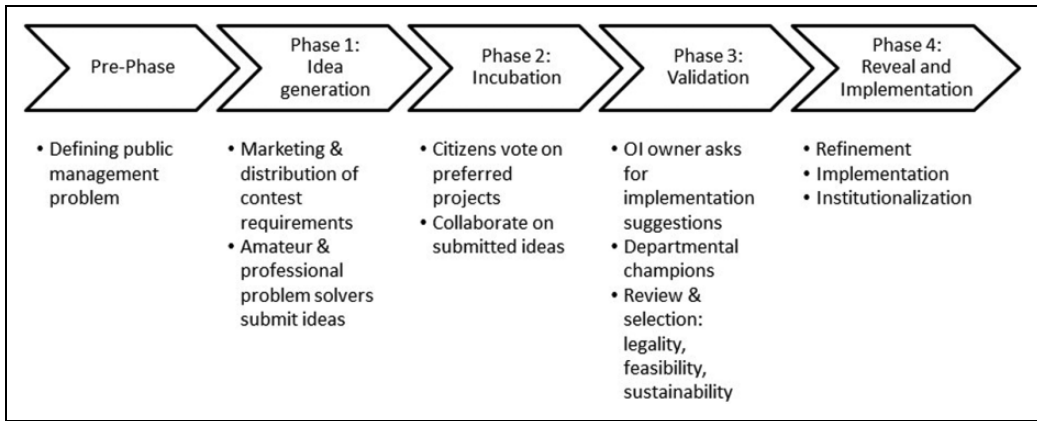 Pre-Phase
Phase 1:
Idea
generation
Phase 2:
Incubation
Phase 3:
Validation
Phase 4:
Reveal and
Implementation
• Defining public
management
problem
• Marketing &
distribution of
contest
requirements
• Amateur &
professional
problem solvers
submit ideas
• Citizens vote on
preferred
projects
• Collaborate on
submitted ideas
• OI owner asks
for
implementation
suggestions
• Departmental
champions
• Review &
selection:
legality,
feasibility,
sustainability
• Refinement
• Implementation
• Institutionalization